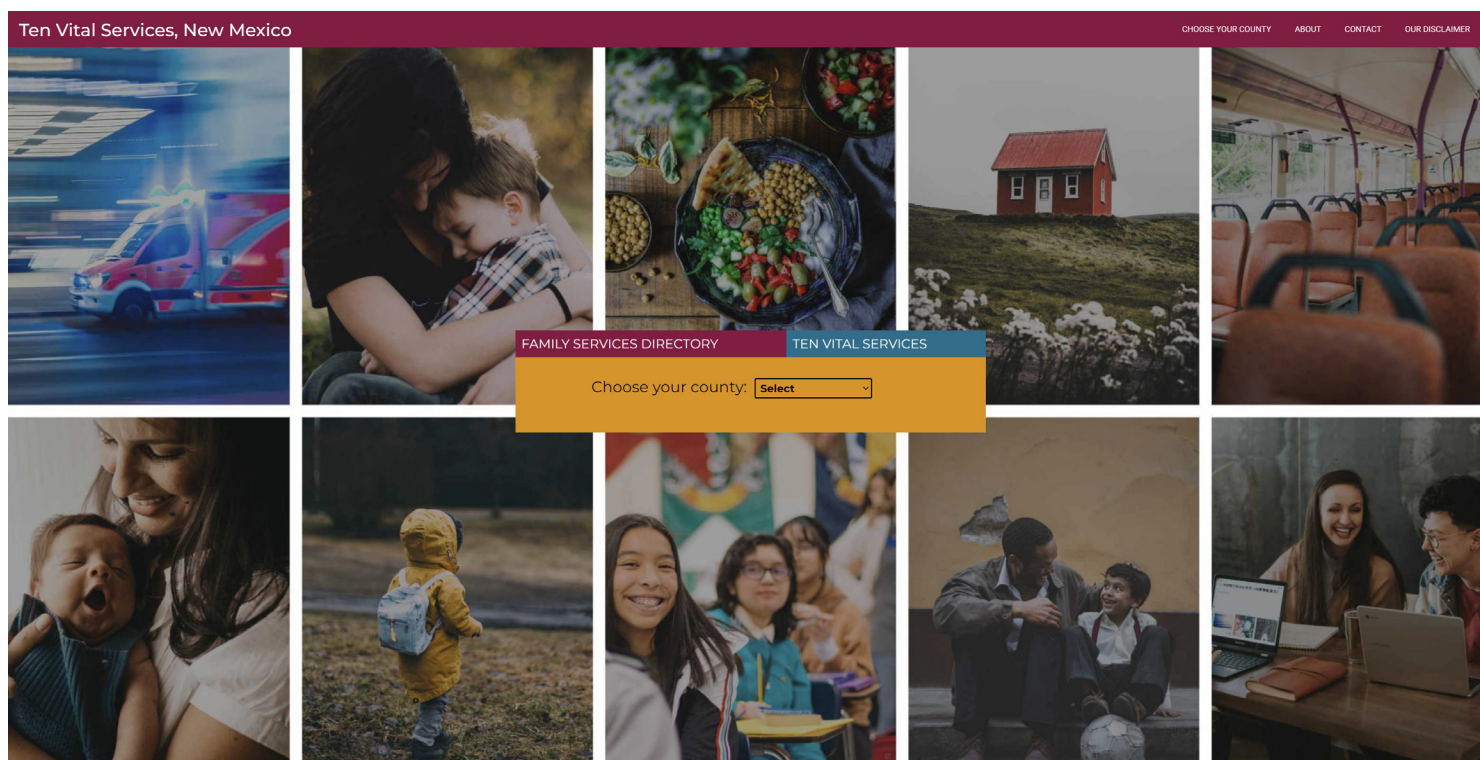 Ten Vital Services, New Mexico
CHOOSE YOUR COUNTY ABOUT CONTACT OUR DISCLAIMER
FAMILY SERVICES DIRECTORY TEN VITAL SERVICES
Choose your county: Select